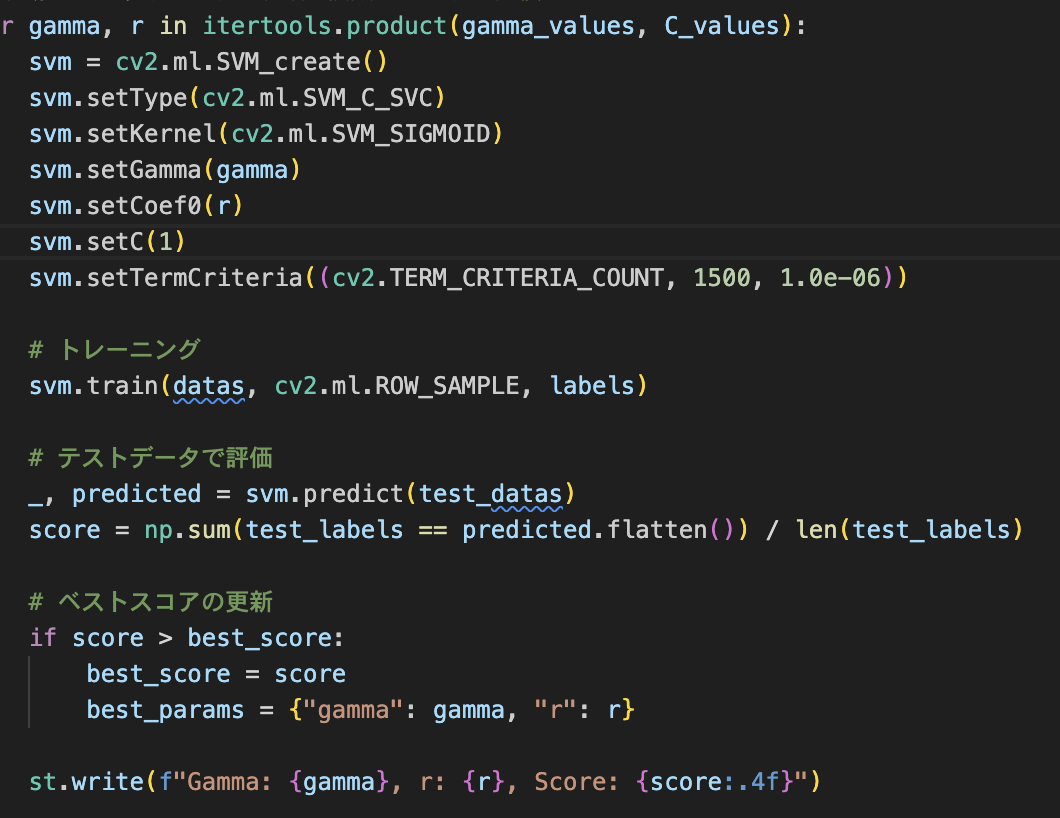 r gamma, r in itertools.product(gamma_values, C_values):
svm = cv2.ml.SVM_create()
svm.setType(cv2.ml.SVM_C_SVC)
svm.setKernel(cv2.ml.SVM_SIGMOID)
svm.setGamma(gamma)
svm.setCoef0(r)
svm.setC(1)
svm.setTermCriteria((cv2.TERM_CRITERIA_COUNT, 1500, 1.0e-06))
# トレーニング
svm.train(datas, cv2.ml.ROW_SAMPLE, labels)
# テストデータで評価
_, predicted = svm.predict(test_datas)
score = np.sum(test_labels == predicted.flatten()) / len(test_labels)
# ベストスコアの更新
if score > best_score:
    best_score = score
    best_params = {"gamma": gamma, "r": r}
st.write(f"Gamma: {gamma}, r: {r}, Score: {score:.4f}")